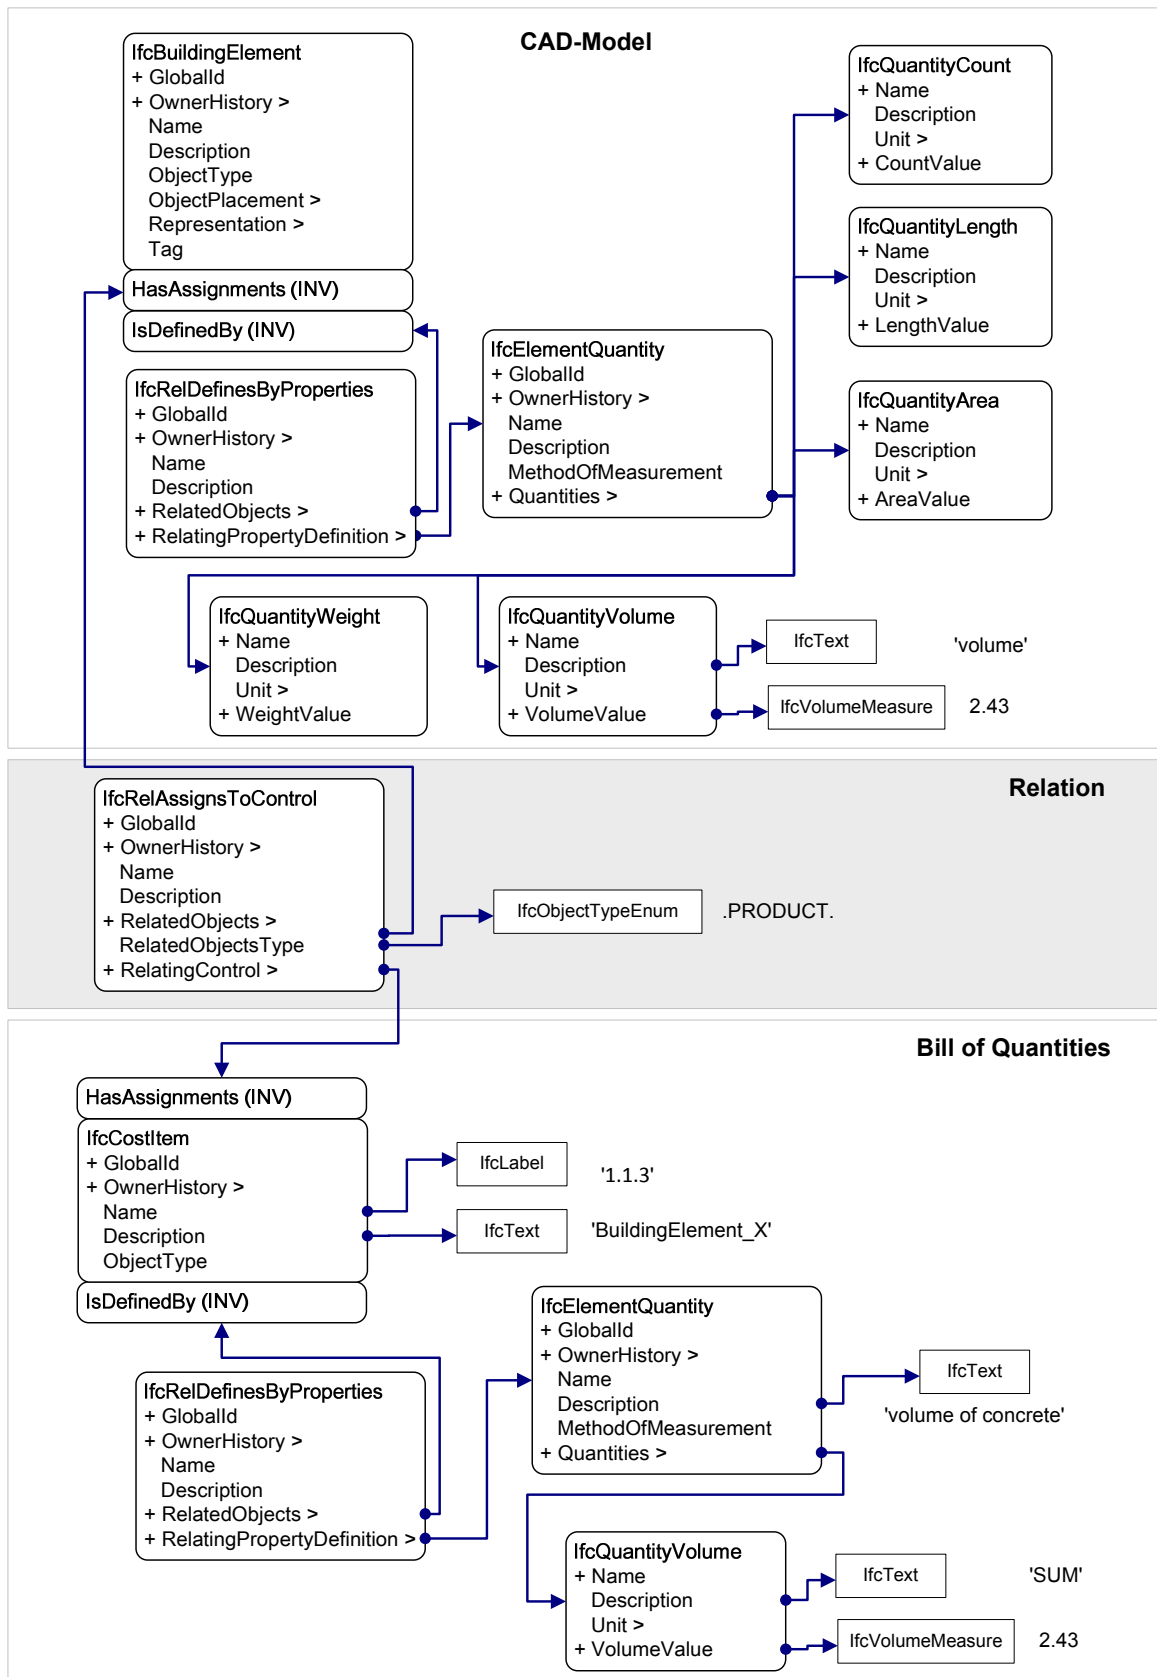 CAD-Model
IfcBuildingElement
+ GlobalId
+ OwnerHistory >
Name
Description
ObjectType
ObjectPlacement >
Representation >
Tag
HasAssignments (INV)
IsDefinedBy (INV)
IfcQuantityCount
+ Name
Description
Unit >
+ CountValue
IfcQuantityLength
+ Name
Description
Unit >
+ LengthValue
IfcElementQuantity
+ GlobalId
+ OwnerHistory >
Name
Description
MethodOfMeasurement
+ Quantities >
IfcRelDefinesByProperties
+ GlobalId
+ OwnerHistory >
Name
Description
+ RelatedObjects >
+ RelatingPropertyDefinition >
IfcQuantityArea
+ Name
Description
Unit >
+ AreaValue
IfcQuantityWeight
+ Name
Description
Unit >
+ WeightValue
IfcQuantityVolume
+ Name
Description
Unit >
+ VolumeValue
IfcText
'volume'
IfcVolumeMeasure
2.43
Relation
IfcRelAssignsToControl
+ GlobalId
+ OwnerHistory >
Name
Description
+ RelatedObjects >
RelatedObjectsType
+ RelatingControl >
IfcObjectTypeEnum
.PRODUCT.
Bill of Quantities
HasAssignments (INV)
IfcCostItem
+ GlobalId
+ OwnerHistory >
Name
Description
ObjectType
IsDefinedBy (INV)
IfcLabel
'1.1.3'
IfcText
'BuildingElement_X'
IfcElementQuantity
+ GlobalId
+ OwnerHistory >
Name
Description
MethodOfMeasurement
+ Quantities >
IfcText
'volume of concrete'
IfcRelDefinesByProperties
+ GlobalId
+ OwnerHistory >
Name
Description
+ RelatedObjects >
+ RelatingPropertyDefinition >
IfcQuantityVolume
+ Name
Description
Unit >
+ VolumeValue
IfcText
'SUM'
IfcVolumeMeasure
2.43